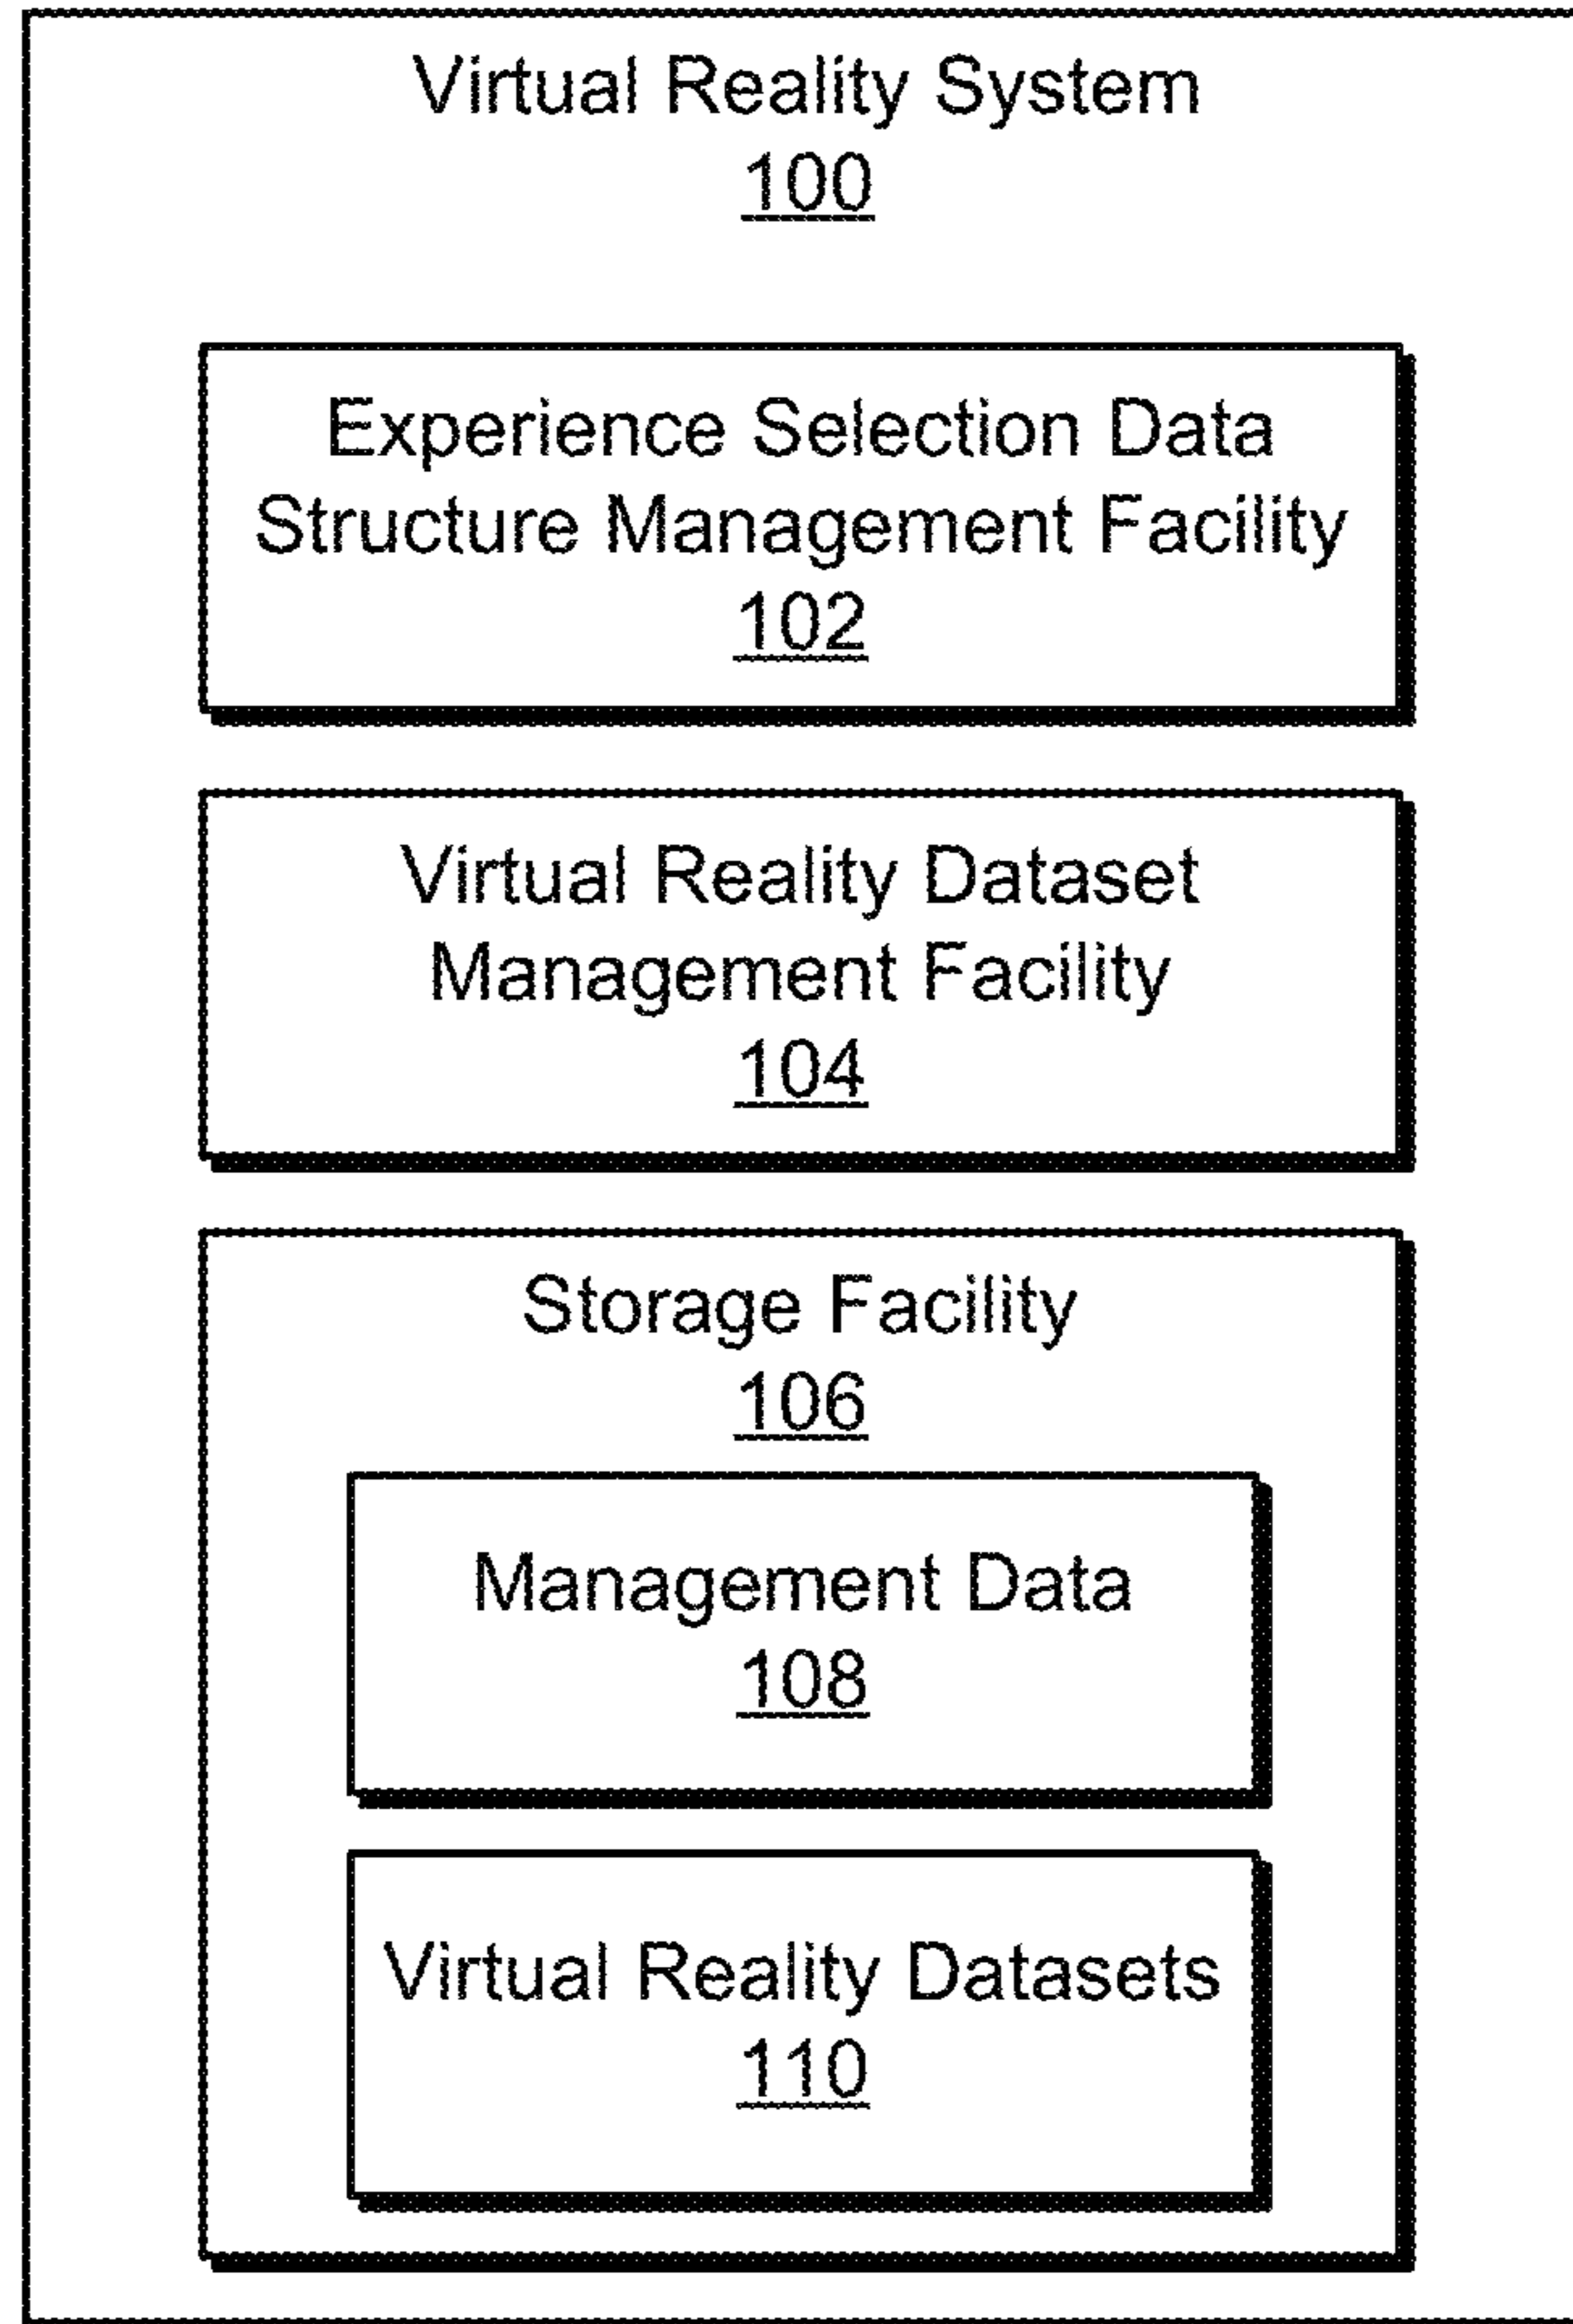 Virtual Reality System
100
Experience Selection Data
Structure Management Facility
102
Virtual Reality Dataset
Management Facility
104
Storage Facility
106
Management Data
108
Virtual Reality Datasets
110